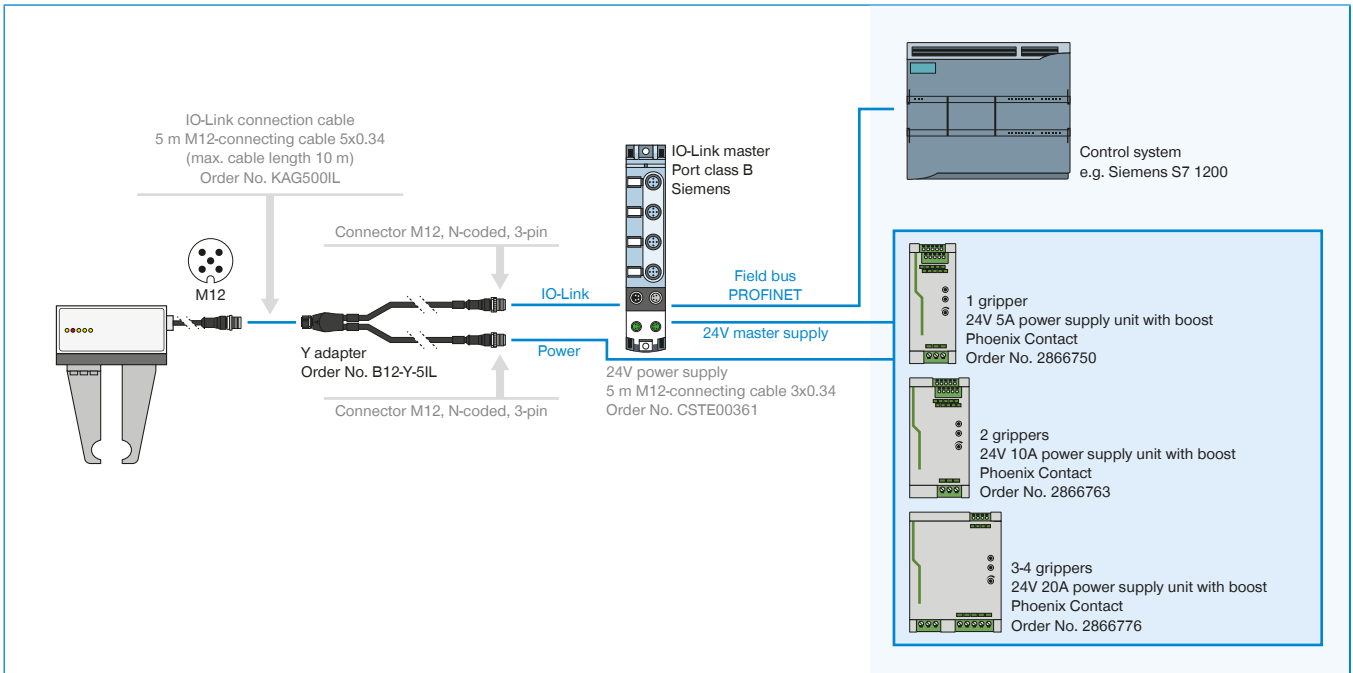 IO-Link connection cable
5 m M12-connecting cable 5x0.34
(max. cable length 10 m)
Order No. KAG500IL
M12
Connector M12, N-coded, 3-pin
Y adapter
Order No. B12-Y-5IL
Connector M12, N-coded, 3-pin
IO-Link
Power
IO-Link master
Port class B
Siemens
24V power supply
5 m M12-connecting cable 3x0.34
Order No. CSTE00361
Field bus
PROFINET
24V master supply
Control system
e.g. Siemens S7 1200
1 gripper
24V 5A power supply unit with boost
Phoenix Contact
Order No. 2866750
2 grippers
24V 10A power supply unit with boost
Phoenix Contact
Order No. 2866763
3-4 grippers
24V 20A power supply unit with boost
Phoenix Contact
Order No. 2866776